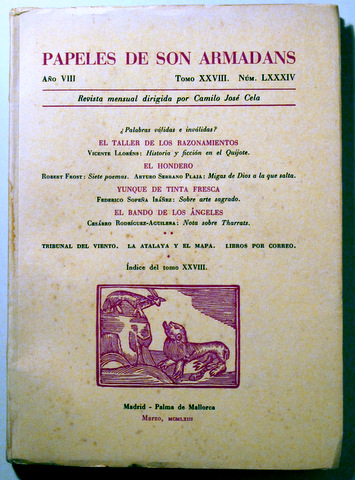 PAPELES DE SON ARMADANS
AÑO VIII TOMO XXVIII. NÚM. LXXXIV
Revista mensual dirigida por Camilo José Cela
¿Palabras válidas e inválidas?
EL TALLER DE LOS RAZONAMIENTOS
VICENTE LLORÉNS: Historia y ficción en el Quijote.
EL HONDERO
ROBERT FROST: Siete poemas. ARTURO SERRANO PLAJA: Migas de Dios a la que salta.
YUNQUE DE TINTA FRESCA
FEDERICO SOPEÑA IBÁÑEZ: Sobre arte sagrado.
EL BANDO DE LOS ÁNGELES
CESÁREO RODRÍGUEZ-AGUILERA: Nota sobre Tharrats.
* *
TRIBUNAL DEL VIENTO. LA ATALAYA Y EL MAPA. LIBROS POR CORREO.
*
Índice del tomo XXVIII.
Madrid - Palma de Mallorca
Marzo, MCMLXIII